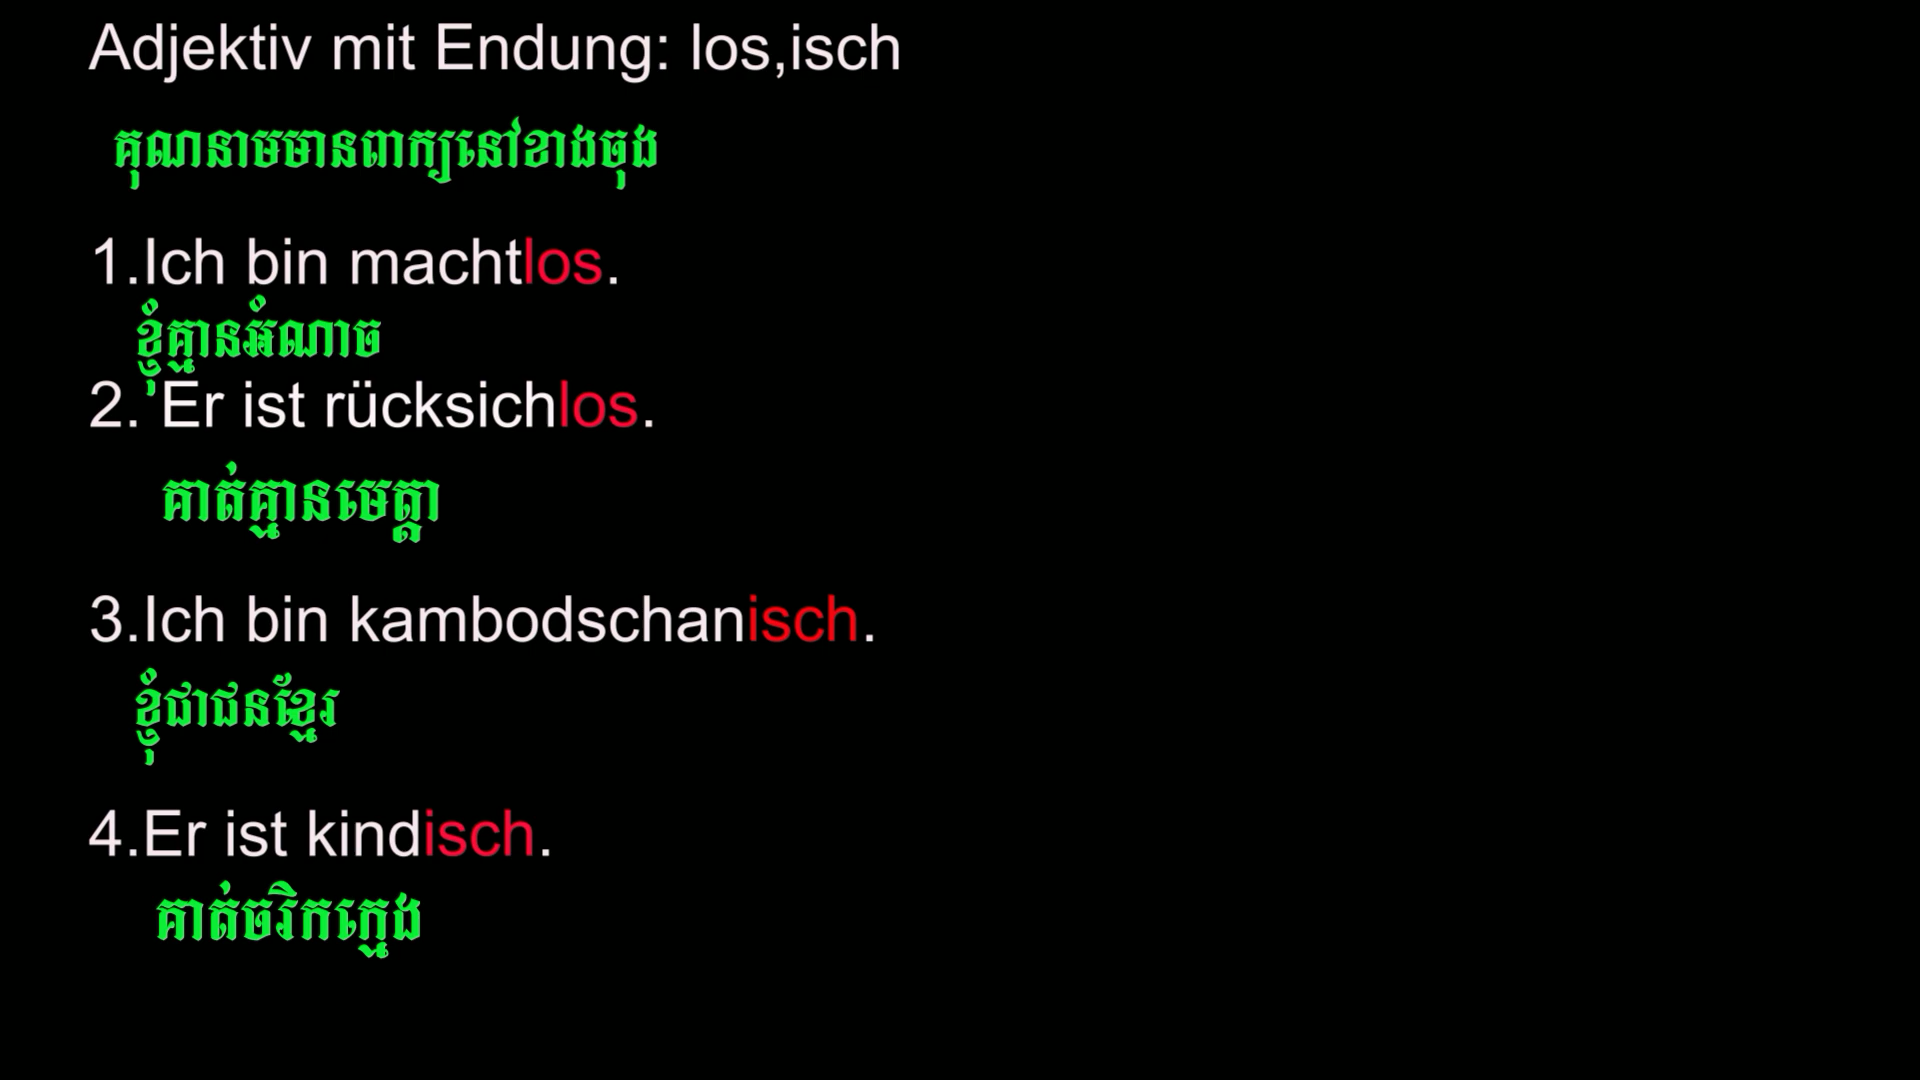 Adjektiv mit Endung: los,isch
គុណនាមមានពាក្យនៅខាងចុង
1.Ich bin machtlos.
ខ្ញុំគ្មានអំណាច
2. Er ist rücksichlos.
គាត់គ្មានមេត្តា
3.Ich bin kambodschanisch.
ខ្ញុំជាជនខ្មែរ
4.Er ist kindisch.
គាត់ចរិកក្មេង